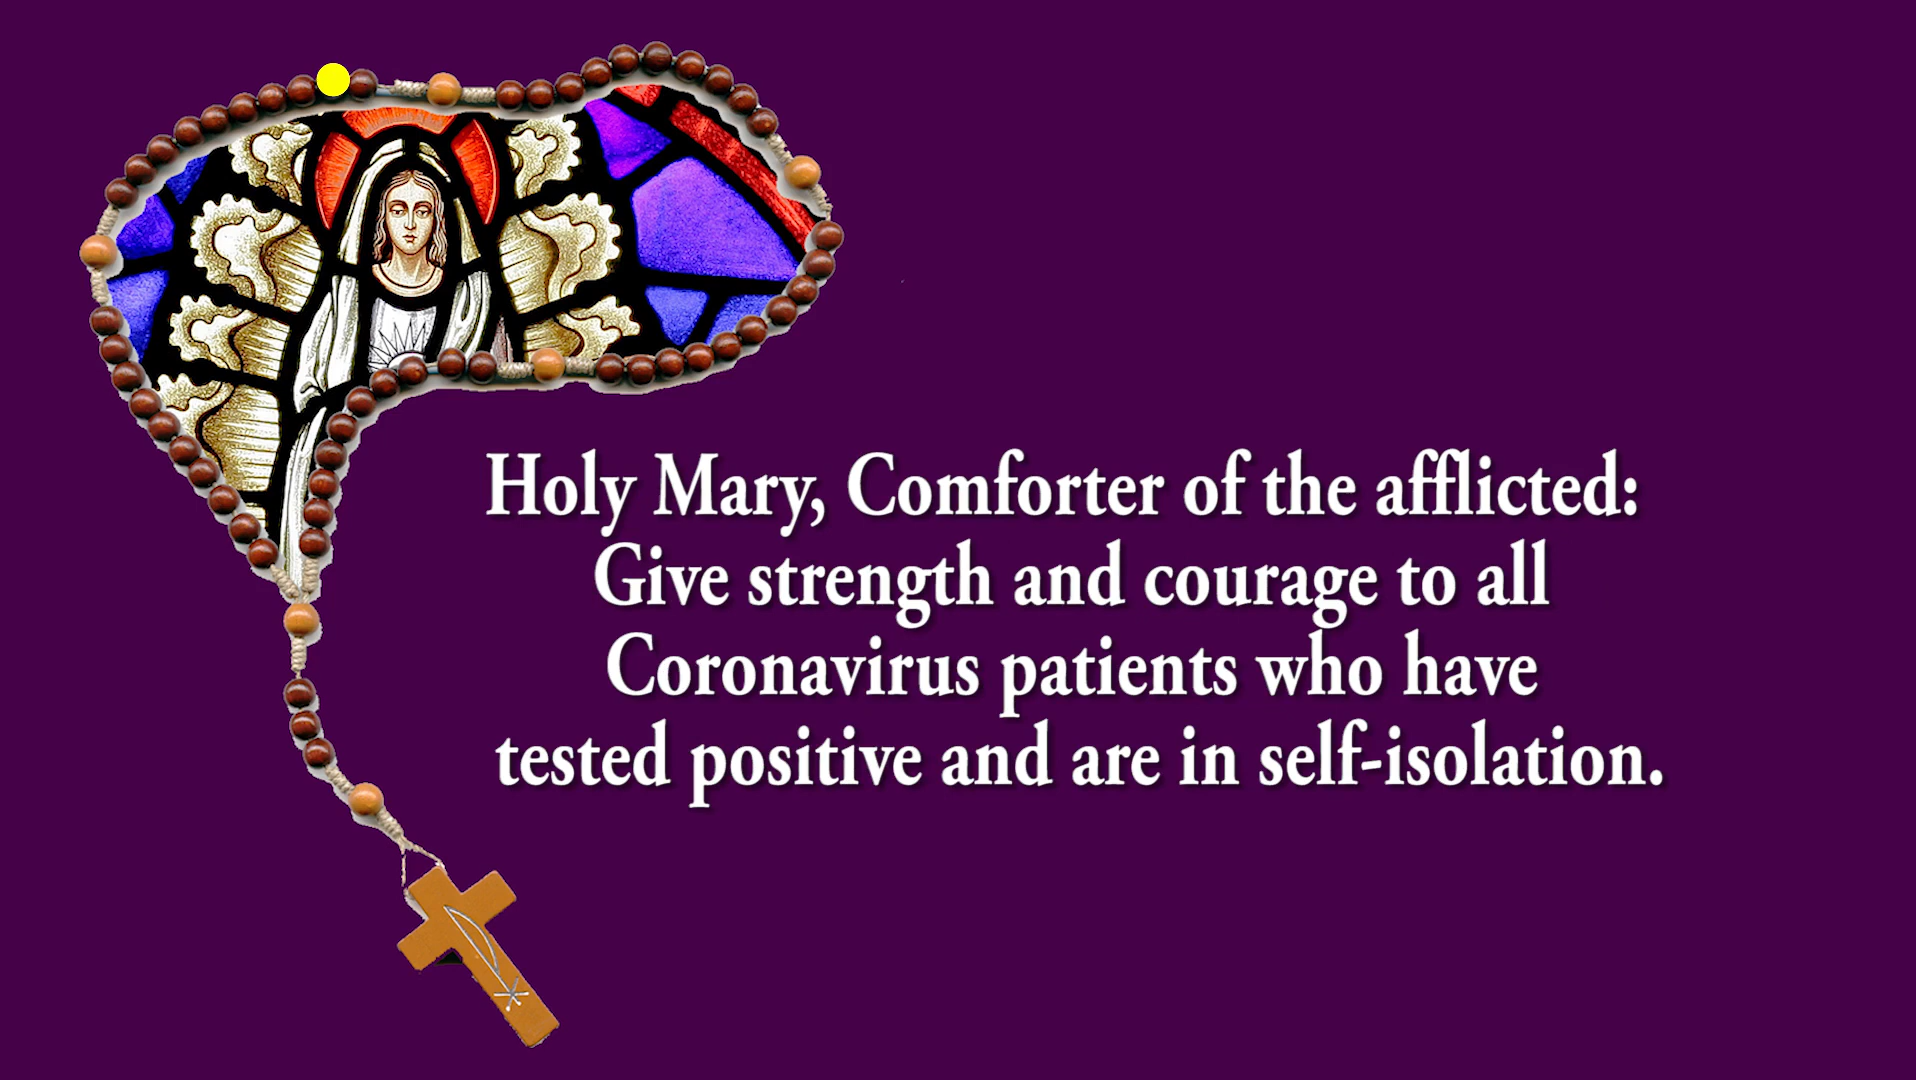 Holy Mary, Comforter of the afflicted:
Give strength and courage to all
Coronavirus patients who have
tested positive and are in self-isolation.